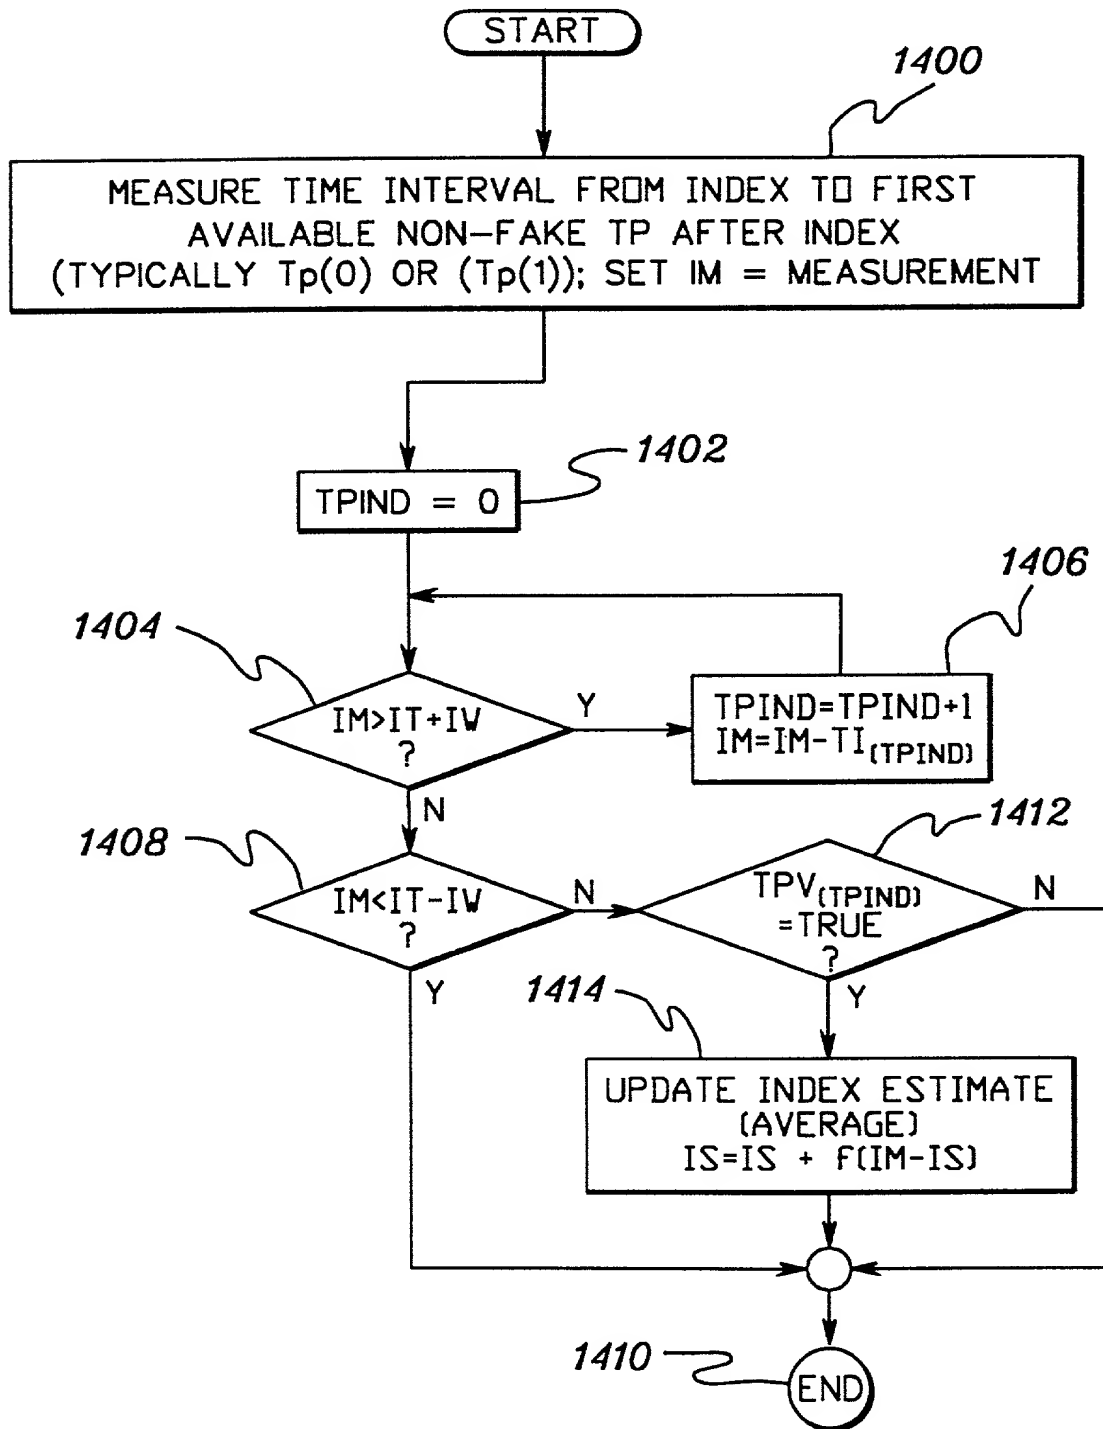 START
1400
MEASURE TIME INTERVAL FROM INDEX TO FIRST
AVAILABLE NON-FAKE TP AFTER INDEX
(TYPICALLY Tp(0) OR (Tp(1)); SET IM = MEASUREMENT
1402
TPIND = 0
1406
1404
IM>IT+IW
?
Y
TPIND=TPIND+1
IM=IM-TI(TPIND)
N
1412
1408
IM<IT-IW
?
N
TPV(TPIND)
=TRUE
?
N
Y
Y
1414
UPDATE INDEX ESTIMATE
(AVERAGE)
IS=IS + F(IM-IS)
1410
END